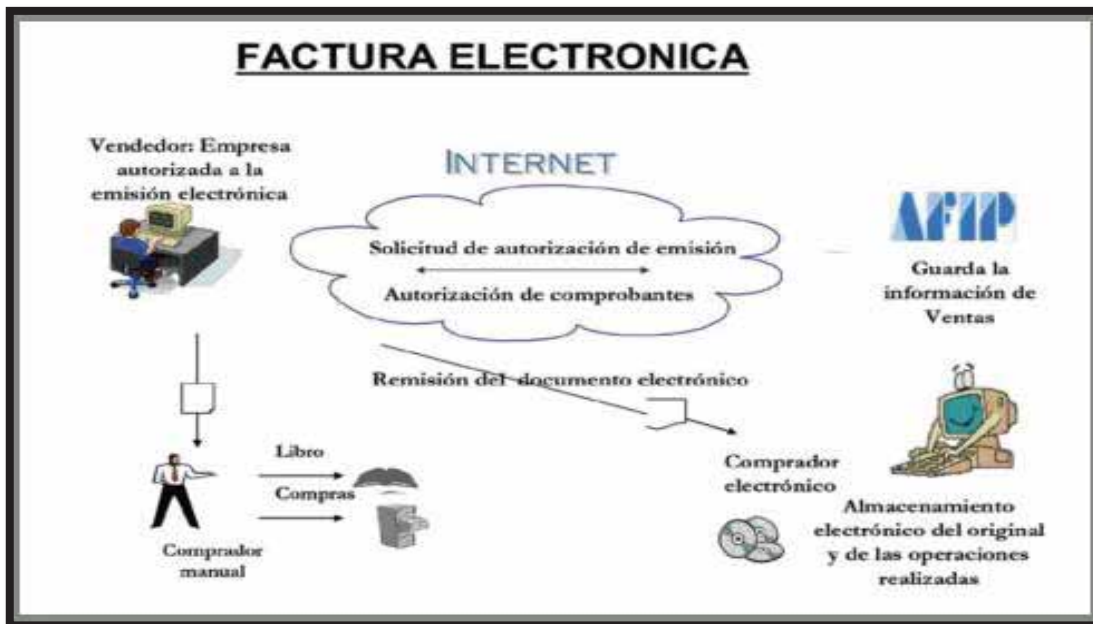 FACTURA ELECTRONICA
Vendedor: Empresa
autorizada a la
emisión electrónica
INTERNET
Solicitud de autorización de emisión
Autorización de comprobantes
AFIP
Guarda la
información de
Ventas
Remisión del documento electrónico
Libro
Compras
Comprador
manual
Comprador
electrónico
Almacenamiento
electrónico del original
y de las operaciones
realizadas